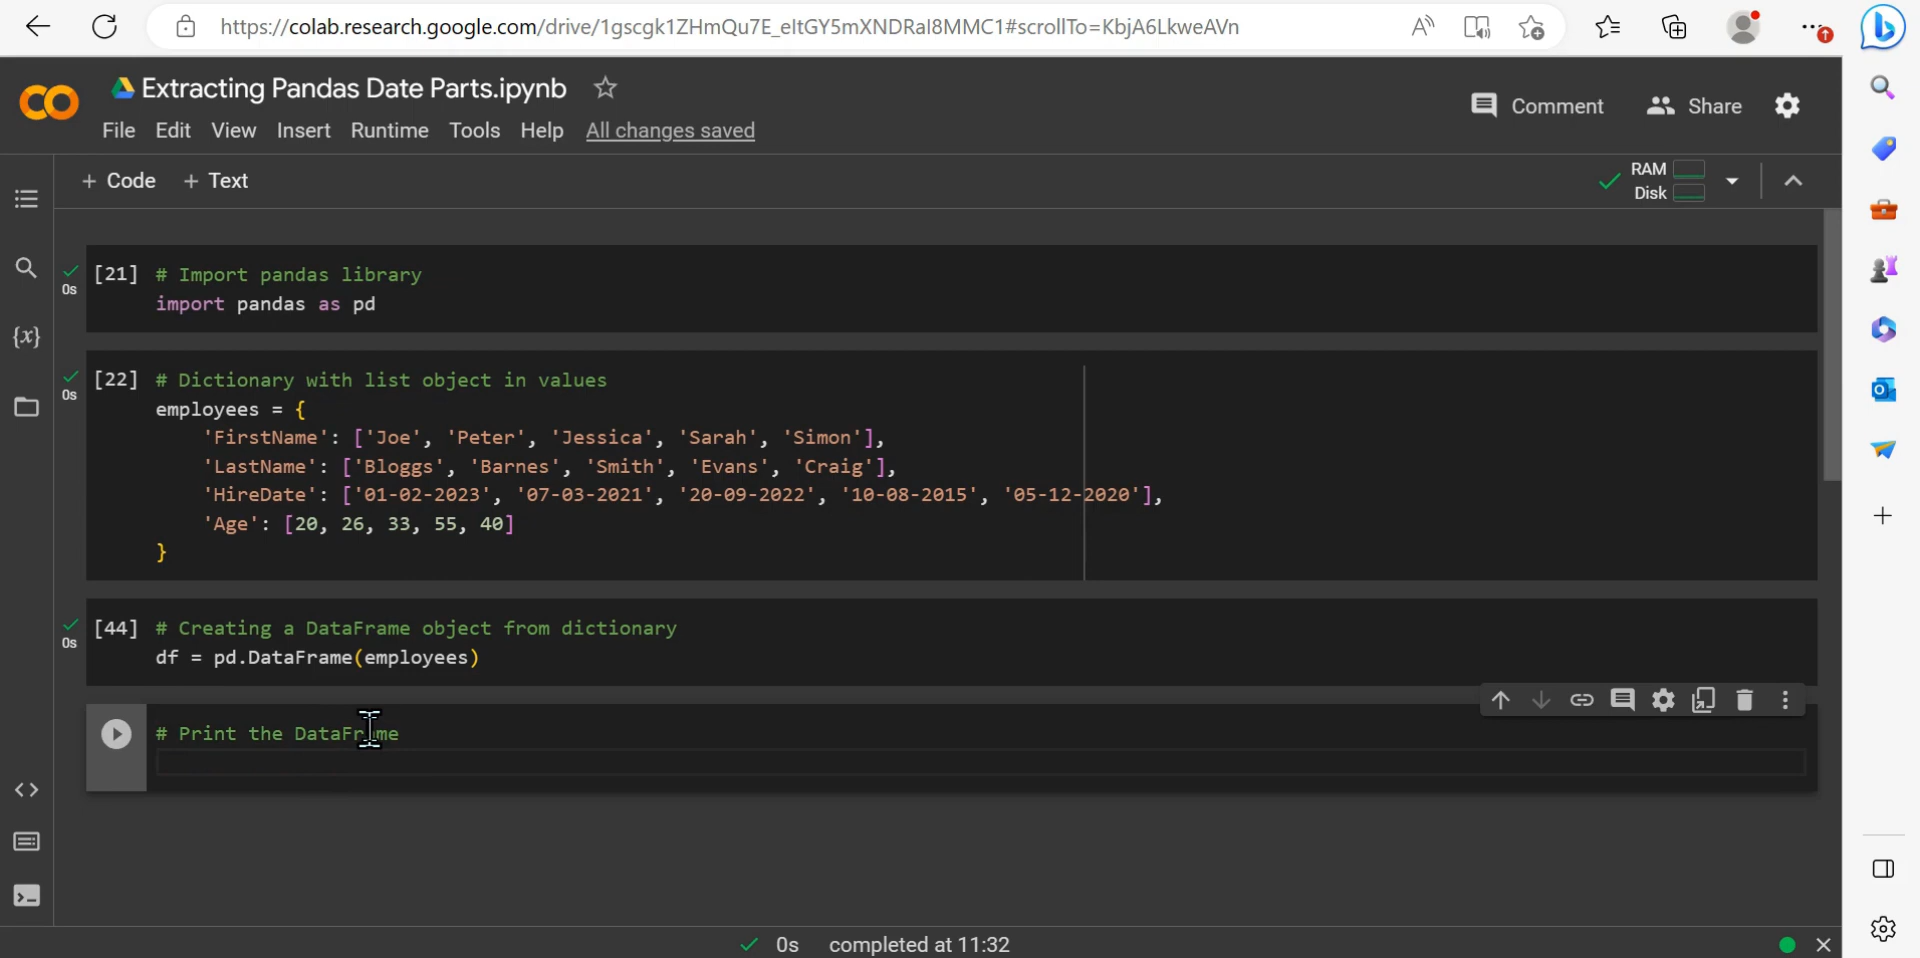 https://colab.research.google.com/drive/1gscgk1ZHmQu7E_eItGY5mXNDRaI8MMC1#scrollTo=KbjA6LkweAVn
Extracting Pandas Date Parts.ipynb
Comment
Share
File Edit View Insert Runtime Tools Help All changes saved
+ Code + Text
RAM
Disk
[21] # Import pandas library
0s
import pandas as pd
{x}
[22] # Dictionary with list object in values
0s
employees = {
'FirstName': ['Joe', 'Peter', 'Jessica', 'Sarah', 'Simon'],
'LastName': ['Bloggs', 'Barnes', 'Smith', 'Evans', 'Craig'],
'HireDate': ['01-02-2023', '07-03-2021', '20-09-2022', '10-08-2015', '05-12-2020'],
'Age': [20, 26, 33, 55, 40]
}
[44] # Creating a DataFrame object from dictionary
0s
df = pd.DataFrame(employees)
# Print the DataFrame
0s completed at 11:32